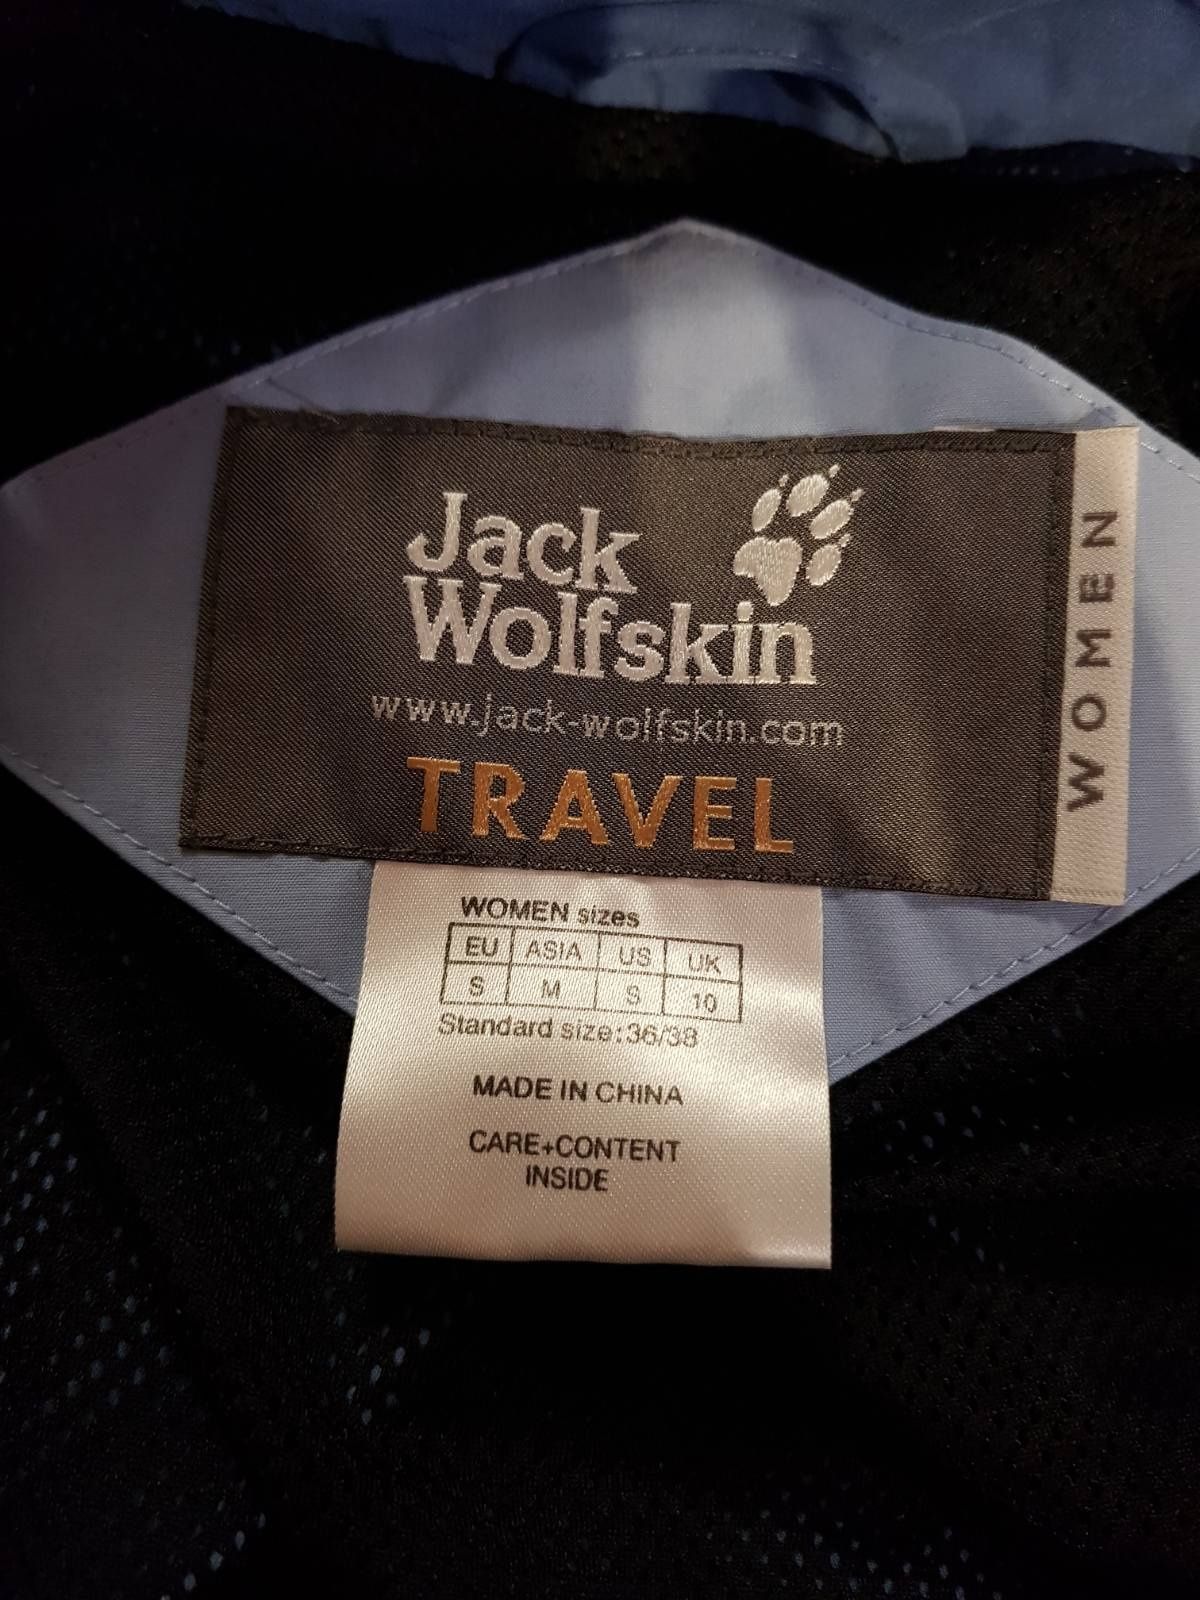 Jack
Wolfskin
www.jack-wolfskin.com
TRAVEL
WOMEN
WOMEN sizes
EU ASIA US UK
S M S 10
Standard size:36/38
MADE IN CHINA
CARE+CONTENT
INSIDE